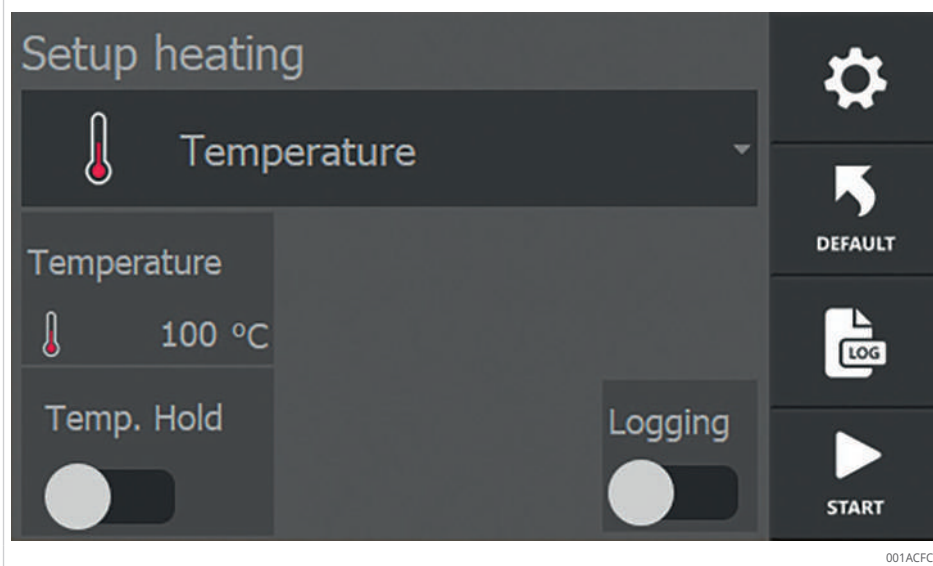 Setup heating
Temperature
Temperature
100 °C
Temp. Hold
Logging
DEFAULT
LOG
START
001ACFC